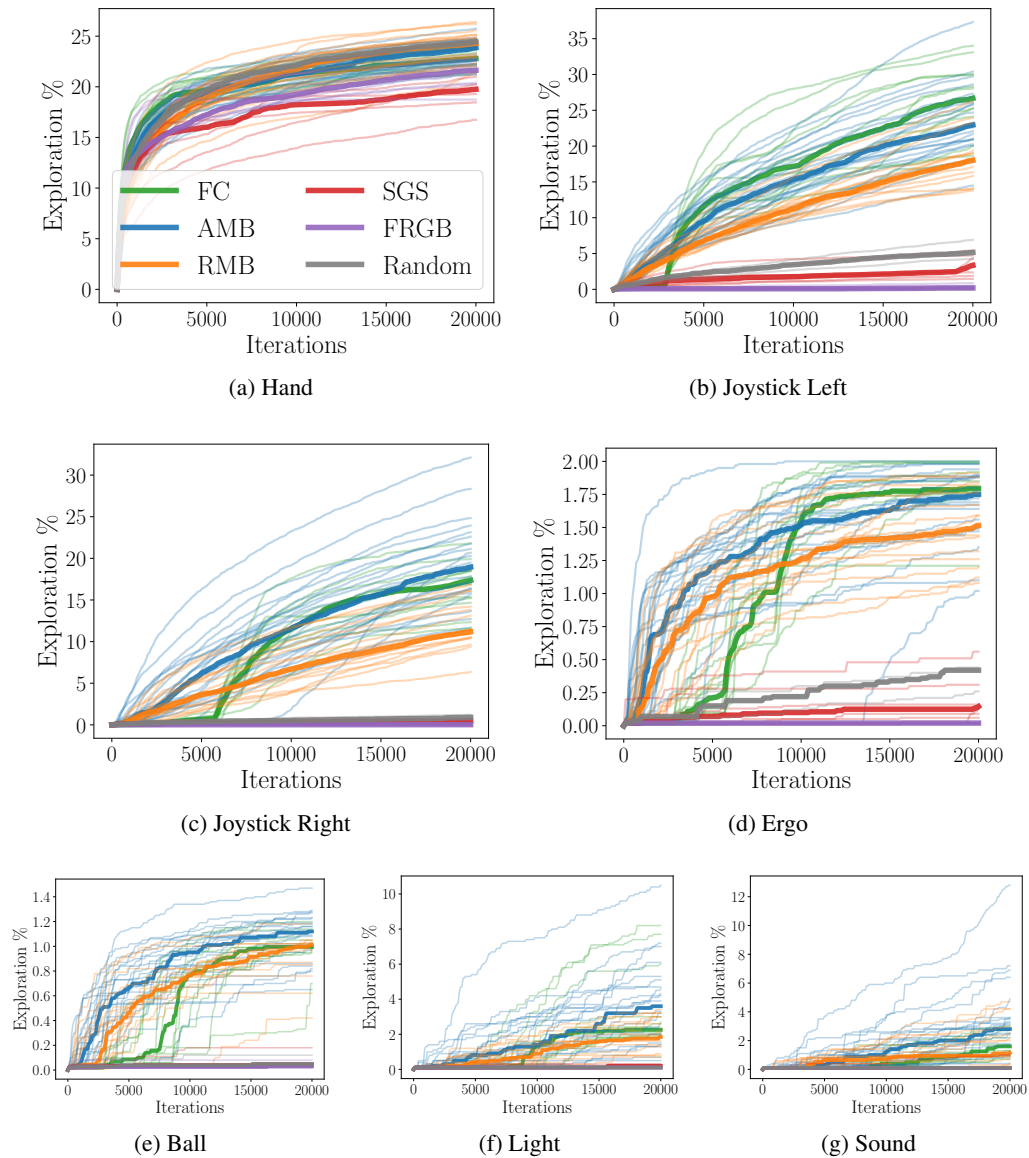 25
20
15
10
5
0
Exploration %
FC
AMB
RMB
SGS
FRGB
Random
0 5000 10000 15000 20000
Iterations
(a) Hand
35
30
25
20
15
10
5
0
Exploration %
0 5000 10000 15000 20000
Iterations
(b) Joystick Left
30
25
20
15
10
5
0
Exploration %
0 5000 10000 15000 20000
Iterations
(c) Joystick Right
2.00
1.75
1.50
1.25
1.00
0.75
0.50
0.25
0.00
Exploration %
0 5000 10000 15000 20000
Iterations
(d) Ergo
1.4
1.2
1.0
0.8
0.6
0.4
0.2
0.0
Exploration %
0 5000 10000 15000 20000
Iterations
(e) Ball
10
8
6
4
2
0
Exploration %
0 5000 10000 15000 20000
Iterations
(f) Light
12
10
8
6
4
2
0
Exploration %
0 5000 10000 15000 20000
Iterations
(g) Sound